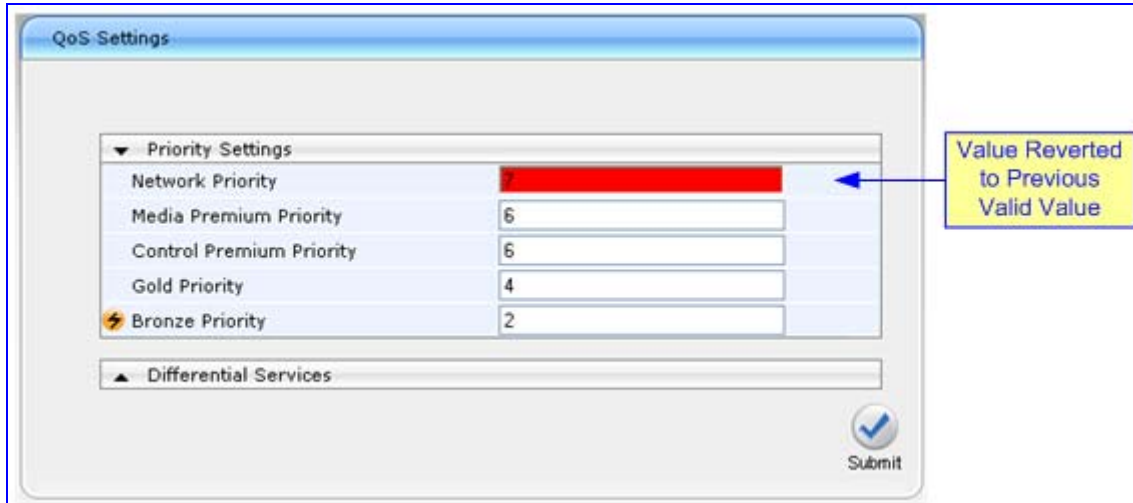 QoS Settings
Priority Settings
Network Priority 7
Media Premium Priority 6
Control Premium Priority 6
Gold Priority 4
Bronze Priority 2
Differential Services
Submit
Value Reverted
to Previous
Valid Value